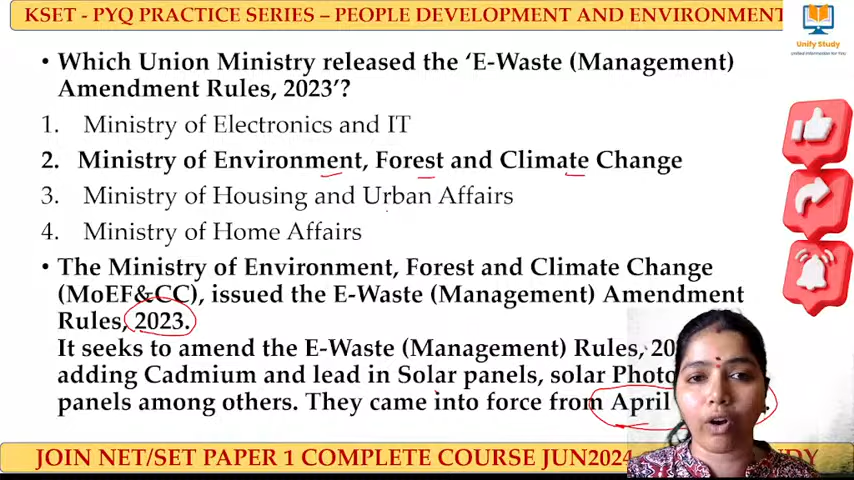 KSET - PYQ PRACTICE SERIES – PEOPLE DEVELOPMENT AND ENVIRONMENT
Unify Study
Unified Information for You
• Which Union Ministry released the ‘E-Waste (Management)
Amendment Rules, 2023’?
1. Ministry of Electronics and IT
2. Ministry of Environment, Forest and Climate Change
3. Ministry of Housing and Urban Affairs
4. Ministry of Home Affairs
• The Ministry of Environment, Forest and Climate Change
(MoEF&CC), issued the E-Waste (Management) Amendment
Rules, 2023.
It seeks to amend the E-Waste (Management) Rules, 20
adding Cadmium and lead in Solar panels, solar Photo
panels among others. They came into force from April
JOIN NET/SET PAPER 1 COMPLETE COURSE JUN2024